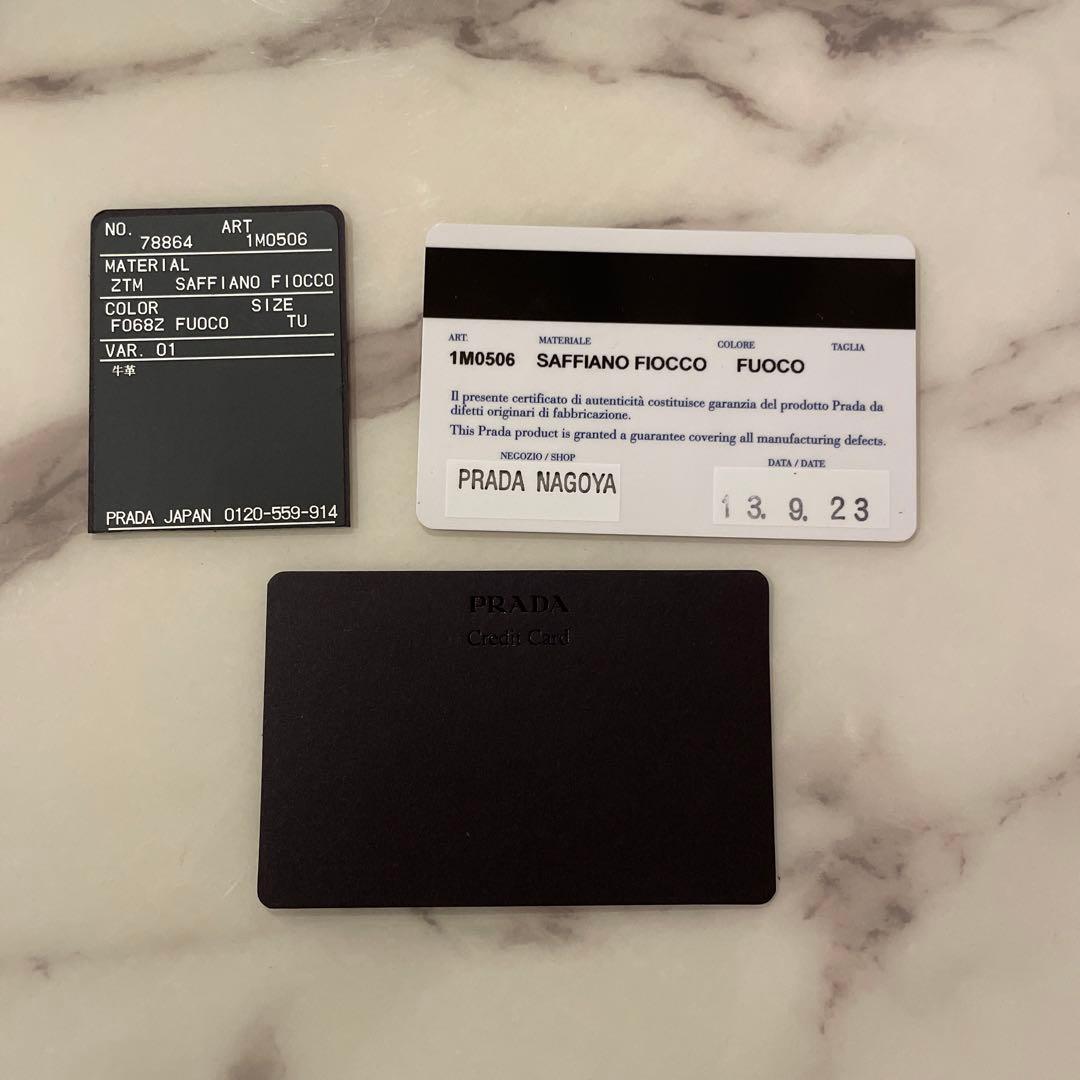 NO. ART
78864 1M0506
MATERIAL
ZTM SAFFIANO FIOCCO
COLOR SIZE
F068Z FUOCO TU
VAR. 01
牛革
PRADA JAPAN 0120-559-914
ART. MATERIALE COLORE TAGLIA
1M0506 SAFFIANO FIOCCO FUOCO
Il presente certificato di autenticità costituisce garanzia del prodotto Prada da
difetti originari di fabbricazione.
This Prada product is granted a guarantee covering all manufacturing defects.
NEGOZIO / SHOP DATA / DATE
PRADA NAGOYA 13. 9. 23
PRADA
Credit Card